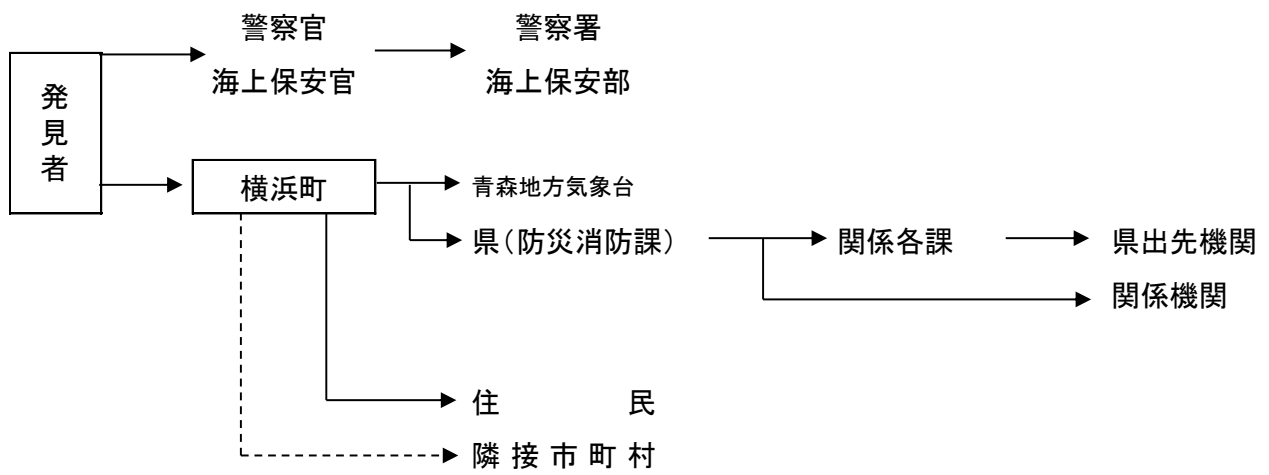 警察官
警察署
海上保安官
海上保安部
発見者
横浜町
青森地方気象台
県(防災消防課)
関係各課
県出先機関
関係機関
住民
隣接市町村